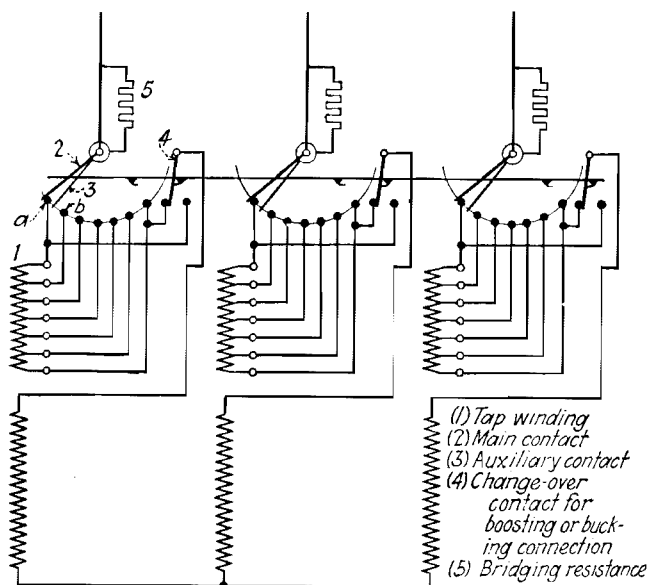 5
2
4
3
a
b
1
(1) Tap winding
(2) Main contact
(3) Auxiliary contact
(4) Change-over
contact for
boosting or buck-
ing connection
(5) Bridging resistance